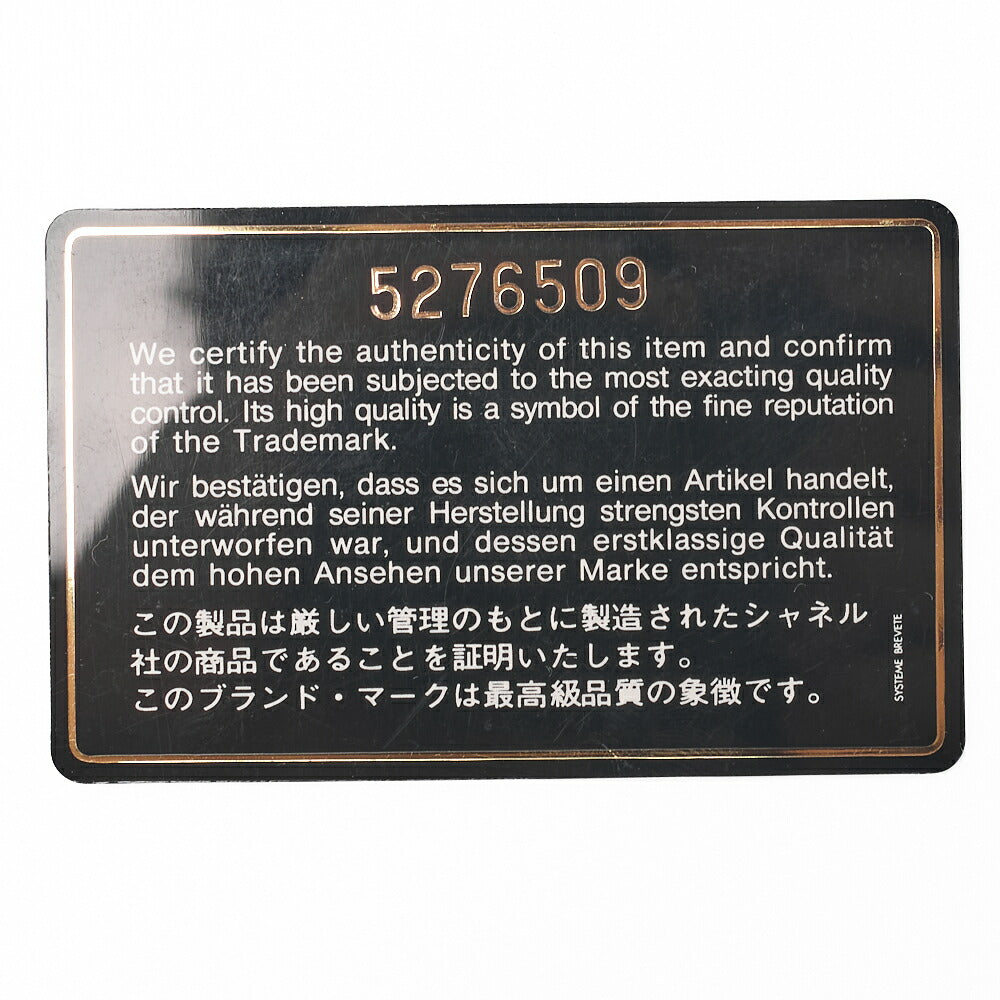 5276509
We certify the authenticity of this item and confirm
that it has been subjected to the most exacting quality
control. Its high quality is a symbol of the fine reputation
of the Trademark.
Wir bestätigen, dass es sich um einen Artikel handelt,
der während seiner Herstellung strengsten Kontrollen
unterworfen war, und dessen erstklassige Qualität
dem hohen Ansehen unserer Marke entspricht.
この製品は厳しい管理のもとに製造されたシャネル
社の商品であることを証明いたします。
このブランド・マークは最高級品質の象徴です。
SYSTEME BREVETE